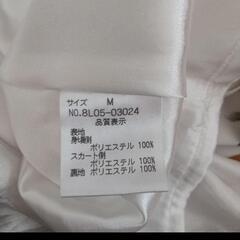 サイズ M
NO.8L05-03024
品質表示
表地
身頃側
ポリエステル 100%
スカート側
ポリエステル 100%
裏地
ポリエステル 100%